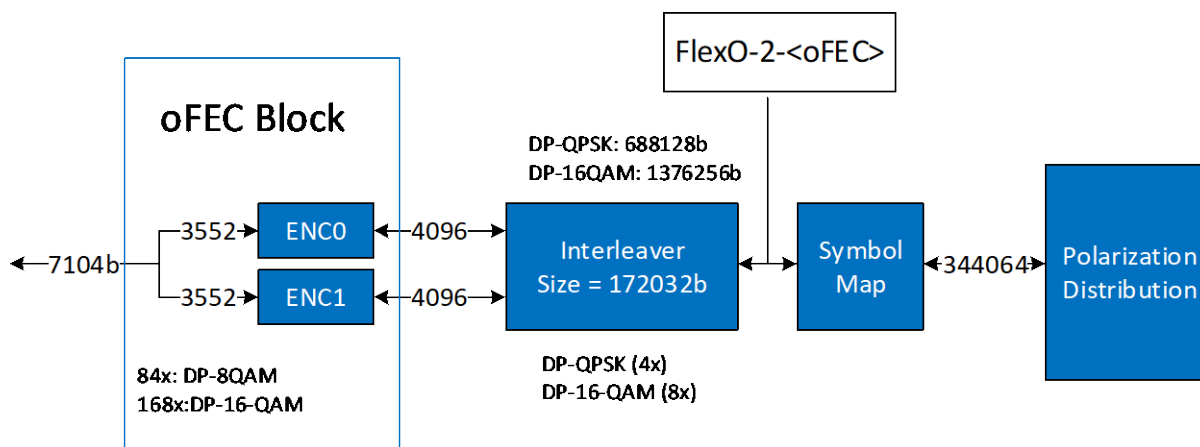 FlexO-2-<oFEC>
oFEC Block
DP-QPSK: 688128b
DP-16QAM: 1376256b
7104b
3552
ENC0
4096
3552
ENC1
4096
Interleaver
Size = 172032b
Symbol
Map
344064
Polarization
Distribution
84x: DP-8QAM
168x:DP-16-QAM
DP-QPSK (4x)
DP-16-QAM (8x)